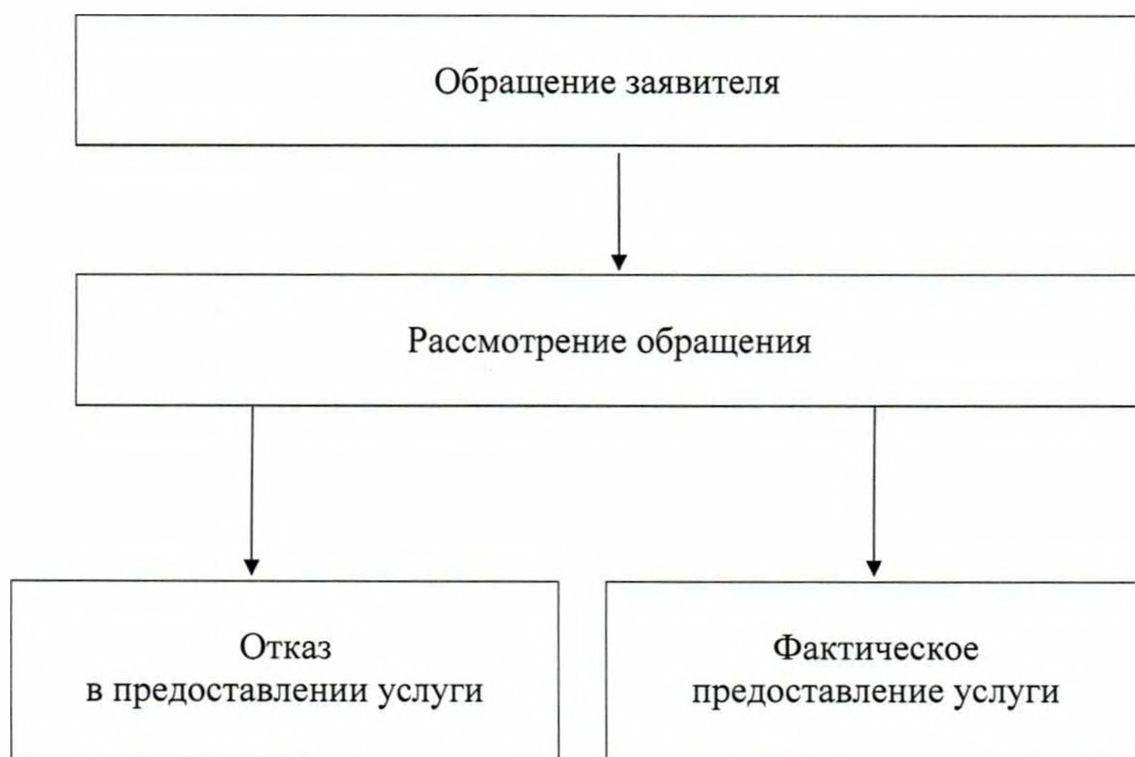 Обращение заявителя
Рассмотрение обращения
Отказ
в предоставлении услуги
Фактическое
предоставление услуги